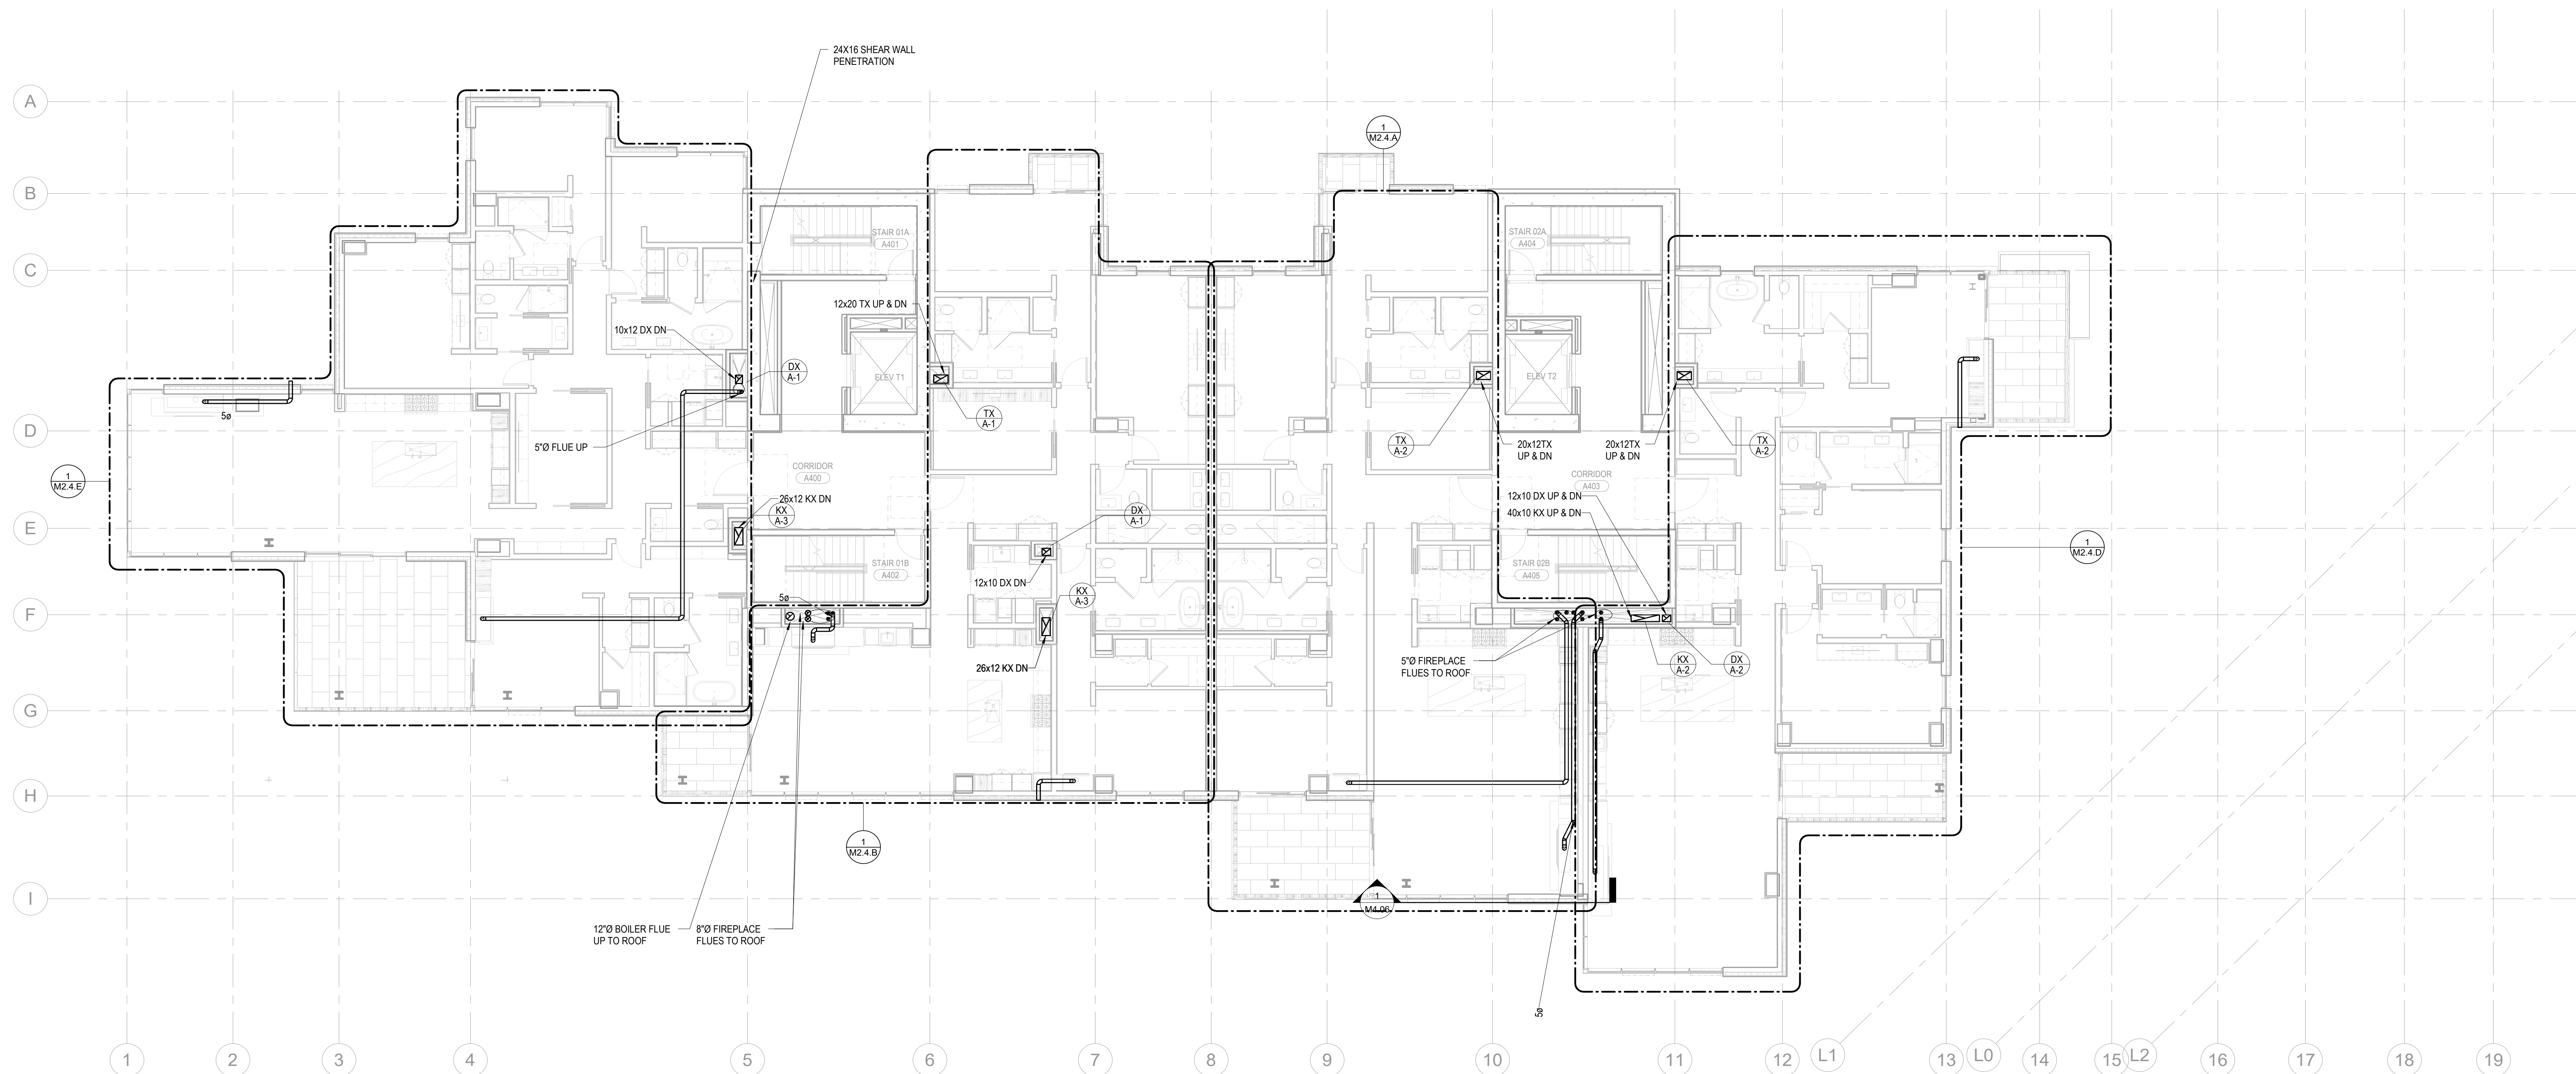 24X16 SHEAR WALL
PENETRATION
A
B
C
D
E
F
G
H
I
1
M2.4.A
STAIR 01A
A401
STAIR 02A
A404
12x20 TX UP & DN
10x12 DX DN
DX
A-1
ELEV T1
ELEV T2
5ø
TX
A-1
5"Ø FLUE UP
TX
A-2
20x12TX
UP & DN
20x12TX
UP & DN
TX
A-2
1
M2.4.E
CORRIDOR
A400
CORRIDOR
A403
26x12 KX DN
KX
A-3
12x10 DX UP & DN
40x10 KX UP & DN
DX
A-1
1
M2.4.D
STAIR 01B
A402
STAIR 02B
A405
12x10 DX DN
5ø
KX
A-3
26x12 KX DN
5"Ø FIREPLACE
FLUES TO ROOF
KX
A-2
DX
A-2
1
M2.4.B
1
M4.06
12"Ø BOILER FLUE
UP TO ROOF
8"Ø FIREPLACE
FLUES TO ROOF
5ø
1
2
3
4
5
6
7
8
9
10
11
12
L1
13
L0
14
15
L2
16
17
18
19